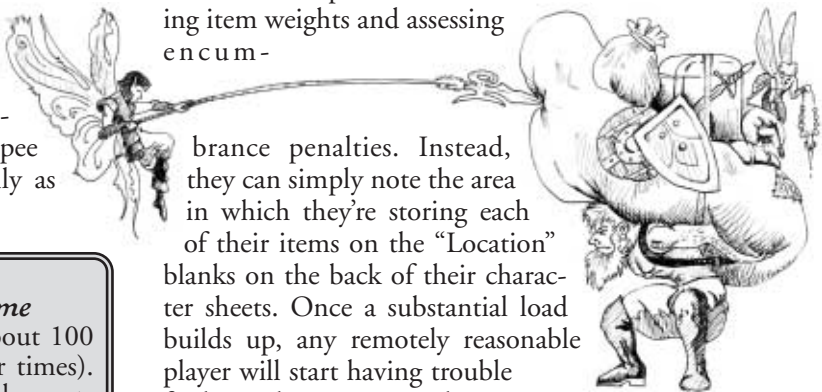 -
pee
ly as
me
out 100
r times).
ing item weights and assessing
encum-
brance penalties. Instead,
they can simply note the area
in which they’re storing each
of their items on the “Location”
blanks on the back of their charac-
ter sheets. Once a substantial load
builds up, any remotely reasonable
player will start having trouble